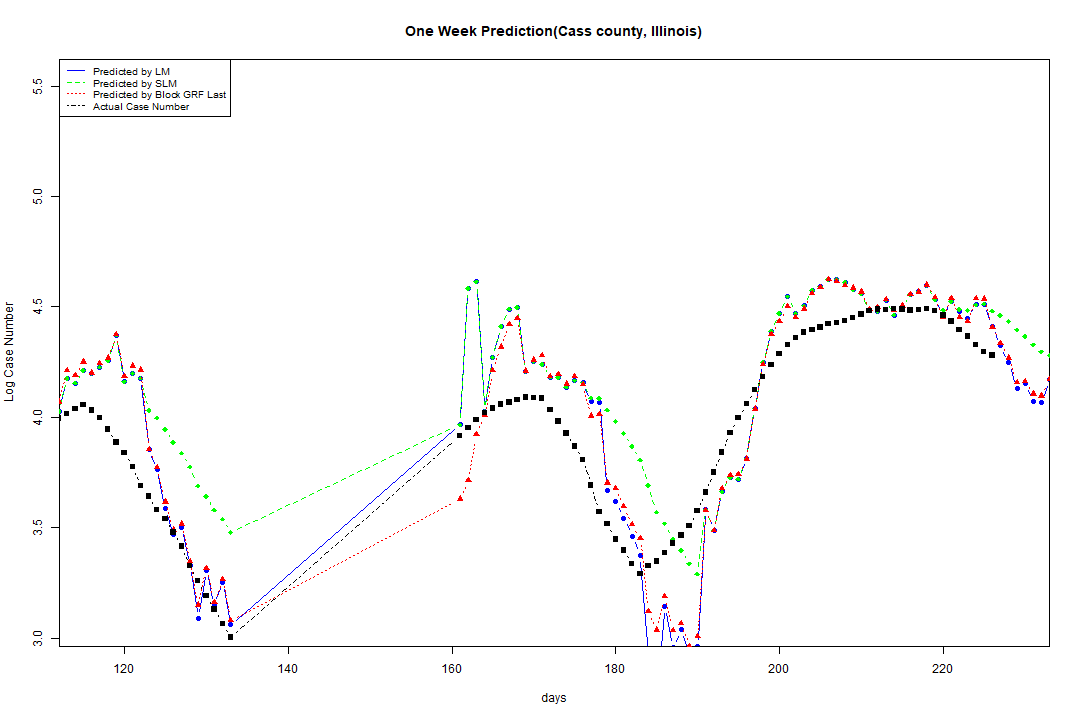 One Week Prediction(Cass county, Illinois)
Predicted by LM
Predicted by SLM
Predicted by Block GRF Last
Actual Case Number
Log Case Number
5.5
5.0
4.5
4.0
3.5
3.0
120 140 160 180 200 220
days